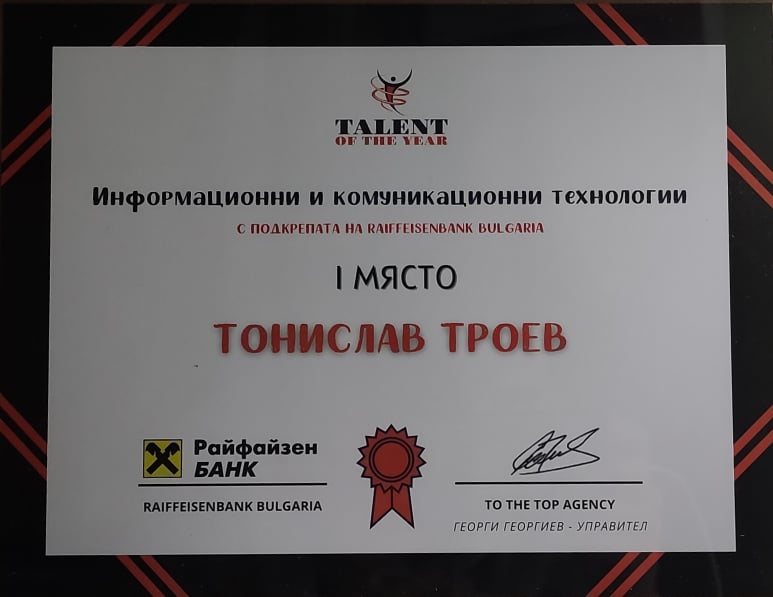 TALENT
OF THE YEAR
Информационни и комуникационни технологии
С ПОДКРЕПАТА НА RAIFFEISENBANK BULGARIA
I МЯСТО
ТОНИСЛАВ ТРОЕВ
Райфайзен
БАНК
RAIFFEISENBANK BULGARIA
TO THE TOP AGENCY
ГЕОРГИ ГЕОРГИЕВ - УПРАВИТЕЛ